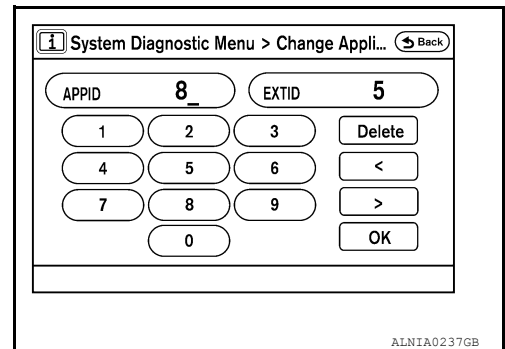 i System Diagnostic Menu > Change Appli... Back
APPID 8_ EXTID 5
1 2 3 Delete
4 5 6 <
7 8 9 >
0 OK
ALNIA0237GB